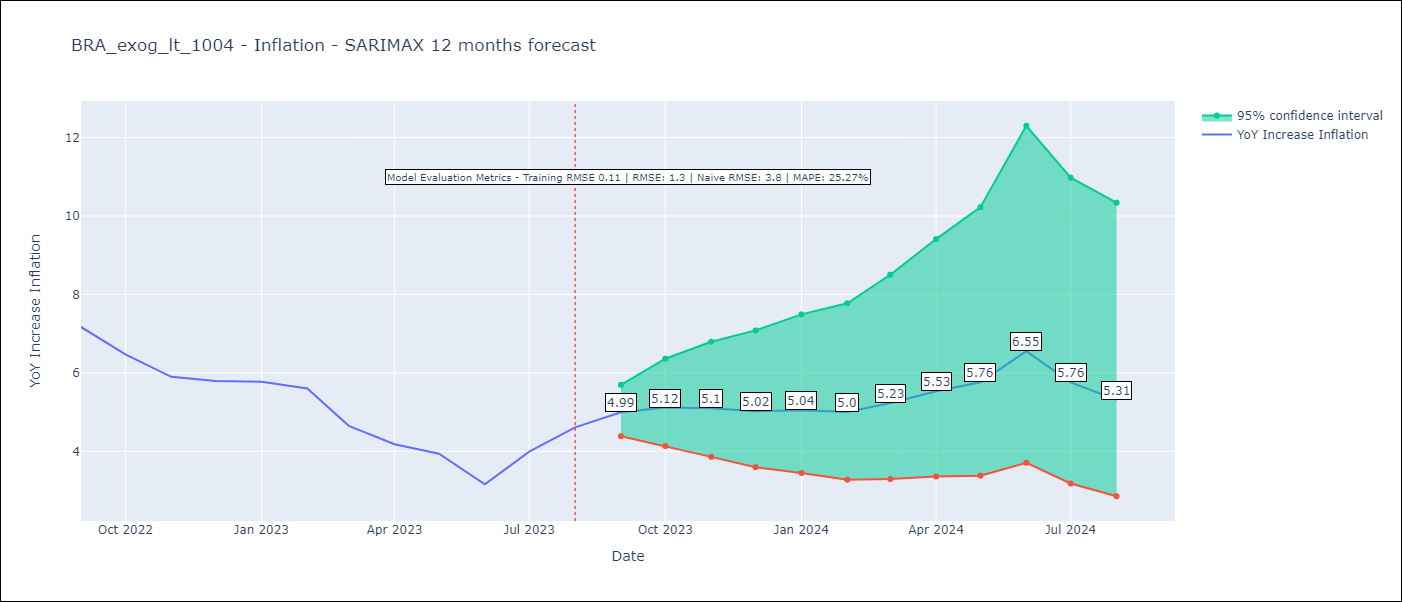 BRA_exog_lt_1004 - Inflation - SARIMAX 12 months forecast
95% confidence interval
YoY Increase Inflation
Model Evaluation Metrics - Training RMSE 0.11 | RMSE: 1.3 | Naive RMSE: 3.8 | MAPE: 25.27%
YoY Increase Inflation
12
10
8
6
4
4.99
5.12
5.1
5.02
5.04
5.0
5.23
5.53
5.76
6.55
5.76
5.31
Oct 2022
Jan 2023
Apr 2023
Jul 2023
Oct 2023
Jan 2024
Apr 2024
Jul 2024
Date